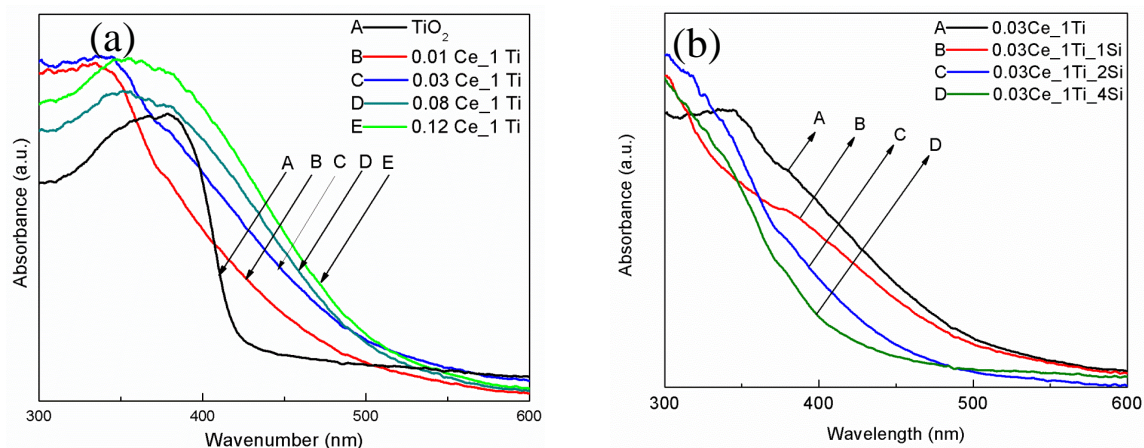 (a)
A TiO2
B 0.01 Ce_1 Ti
C 0.03 Ce_1 Ti
D 0.08 Ce_1 Ti
E 0.12 Ce_1 Ti
A B C D E
Absorbance (a.u.)
300 400 500 600
Wavenumber (nm)
(b)
A 0.03Ce_1Ti
B 0.03Ce_1Ti_1Si
C 0.03Ce_1Ti_2Si
D 0.03Ce_1Ti_4Si
A B C D
Absorbance (a.u.)
300 400 500 600
Wavelength (nm)